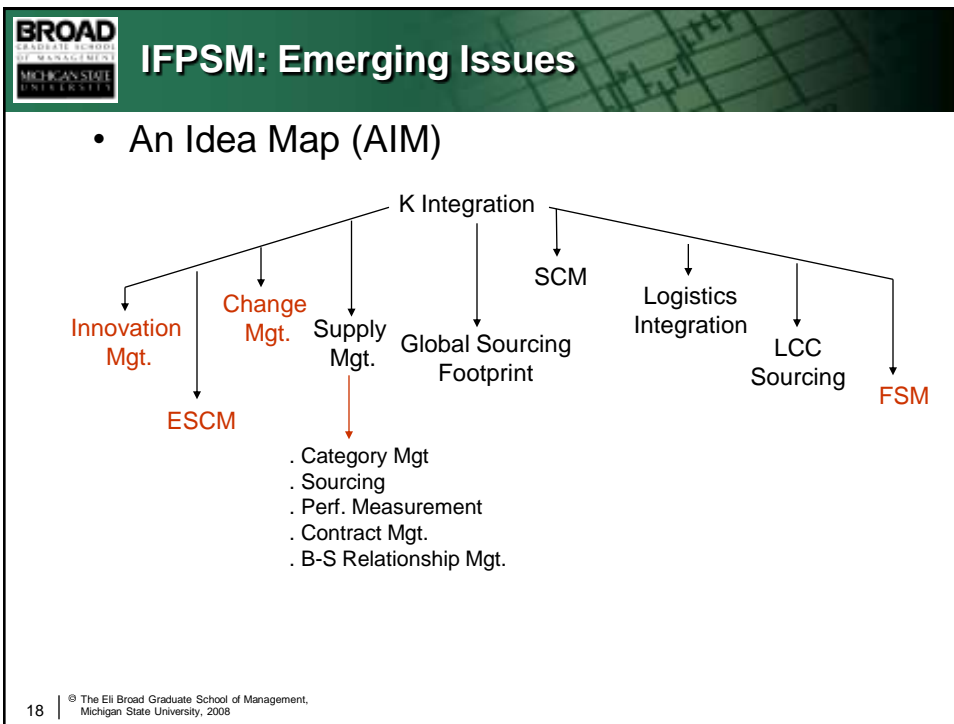 BROAD
GRADUATE SCHOOL
OF MANAGEMENT
MICHIGAN STATE
UNIVERSITY
IFPSM: Emerging Issues
• An Idea Map (AIM)
K Integration
Innovation
Mgt.
ESCM
Change
Mgt.
Supply
Mgt.
Global Sourcing
Footprint
SCM
Logistics
Integration
LCC
Sourcing
FSM
. Category Mgt
. Sourcing
. Perf. Measurement
. Contract Mgt.
. B-S Relationship Mgt.
18
© The Eli Broad Graduate School of Management,
Michigan State University, 2008